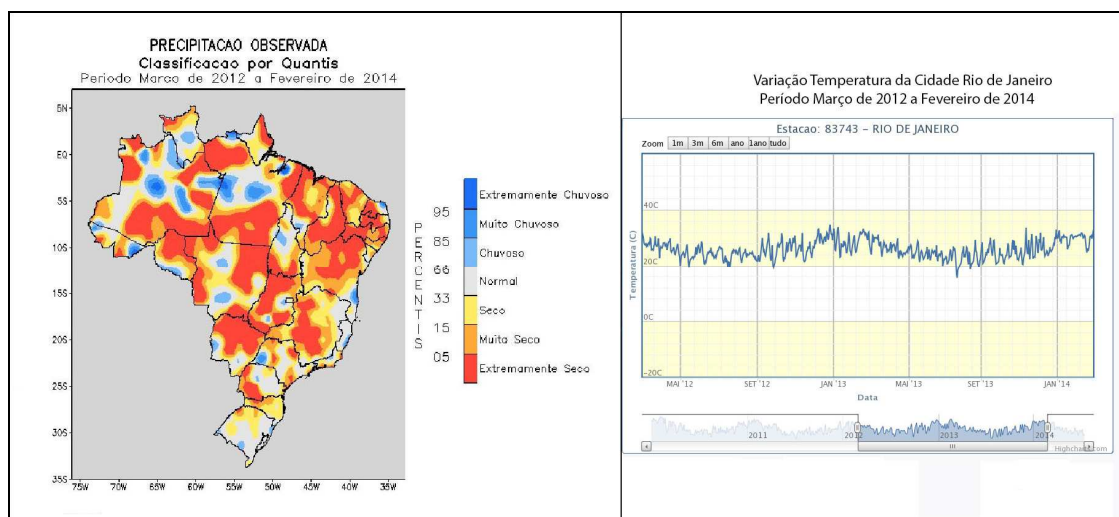 PRECIPITACAO OBSERVADA
Classificacao por Quantis
Periodo Marco de 2012 a Fevereiro de 2014
5N
EQ
5S
10S
15S
20S
25S
30S
35S
75W 70W 65W 60W 55W 50W 45W 40W 35W
PERCENTIS
95
85
66
33
15
05
Extremamente Chuvoso
Muito Chuvoso
Chuvoso
Normal
Seco
Muito Seco
Extremamente Seco
Variação Temperatura da Cidade Rio de Janeiro
Período Março de 2012 a Fevereiro de 2014
Estacao: 83743 – RIO DE JANEIRO
Zoom 1m 3m 6m ano 1ano tudo
Temperatura (C)
40C
20C
0C
-20C
MAI '12 SET '12 JAN '13 MAI '13 SET '13 JAN '14
Data
2011 2012 2013 2014
Highcharts.com